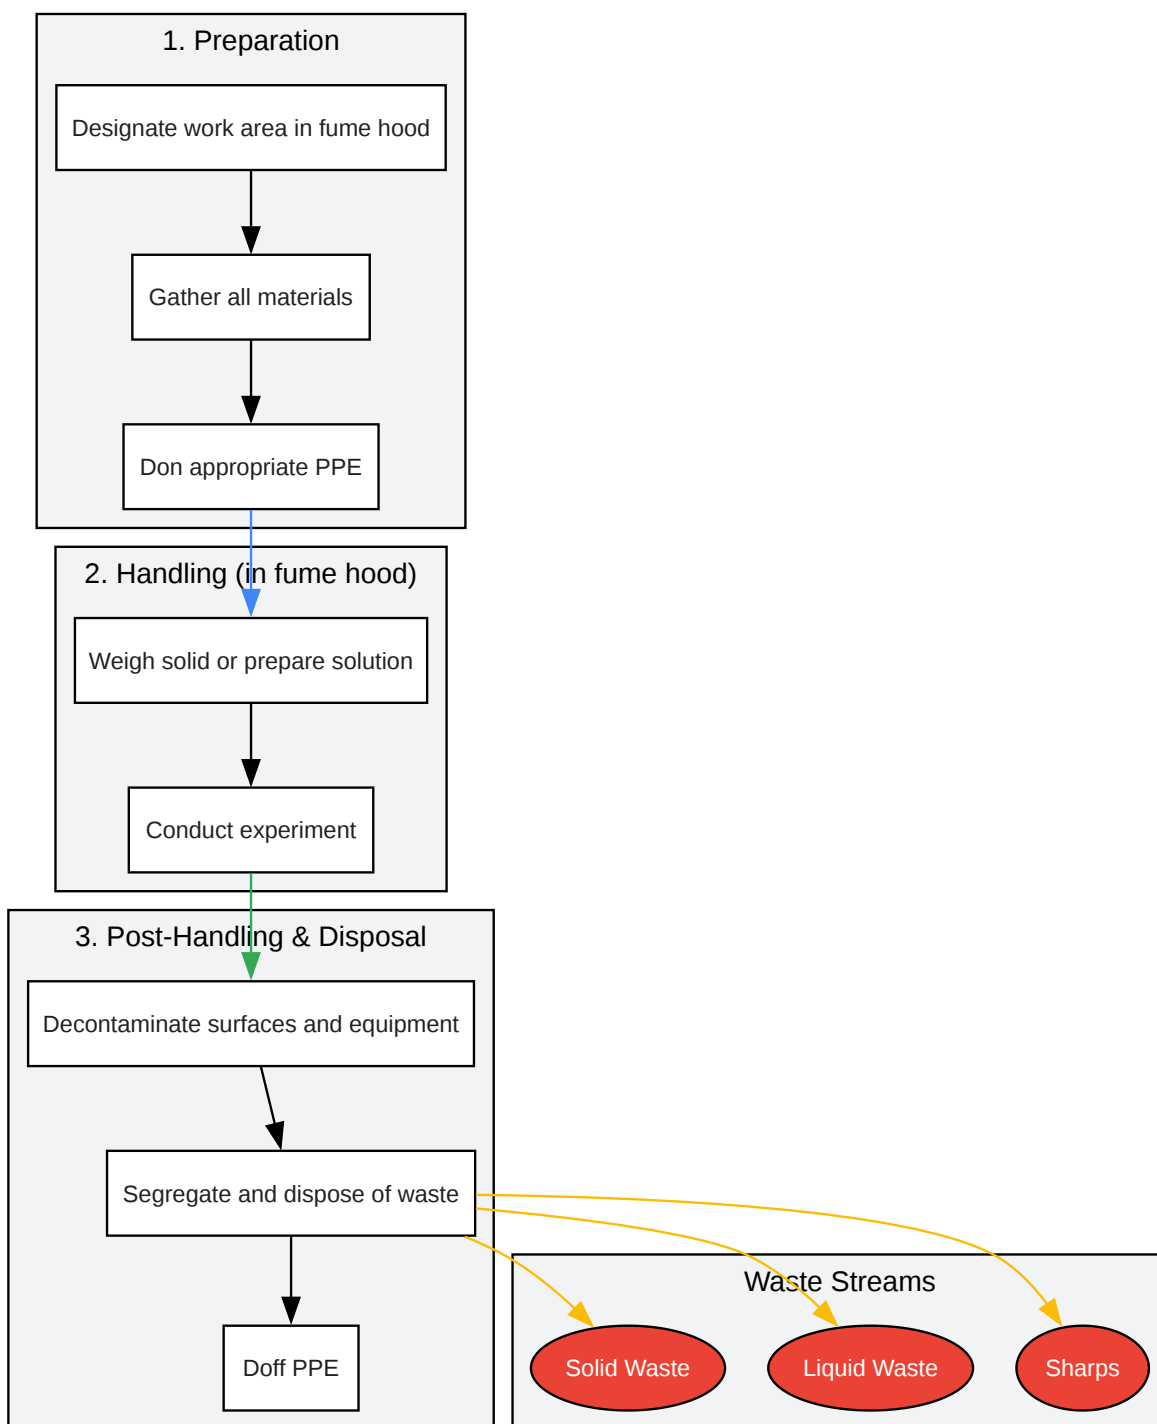 1. Preparation
Designate work area in fume hood
Gather all materials
Don appropriate PPE
2. Handling (in fume hood)
Weigh solid or prepare solution
Conduct experiment
3. Post-Handling & Disposal
Decontaminate surfaces and equipment
Segregate and dispose of waste
Doff PPE
Waste Streams
Solid Waste
Liquid Waste
Sharps